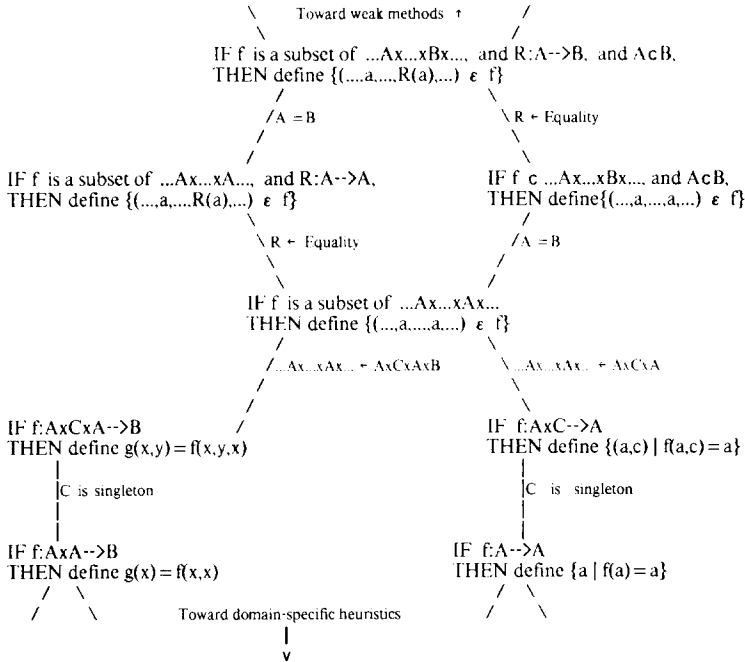 Toward weak methods ↑
IF f is a subset of ...Ax...xBx..., and R:A-->B, and AcB,
THEN define {(....a,...,R(a),...) ε f}
A = B
R ← Equality
IF f is a subset of ...Ax...xA..., and R:A-->A,
THEN define {(...,a,...R(a),...) ε f}
IF f c ...Ax...xBx..., and AcB,
THEN define{(...,a,...,a,...) ε f}
R ← Equality
A = B
IF f is a subset of ...Ax...xAx...
THEN define {(...,a,...,a,...) ε f}
...Ax...xAx... ← AxCxAxB
...Ax...xAx.. ← AxCxA
IF f:AxCxA-->B
THEN define g(x,y) = f(x,y,x)
IF f:AxC-->A
THEN define {(a,c) | f(a,c) = a}
C is singleton
C is singleton
IF f:AxA-->B
THEN define g(x) = f(x,x)
IF f:A-->A
THEN define {a | f(a) = a}
Toward domain-specific heuristics